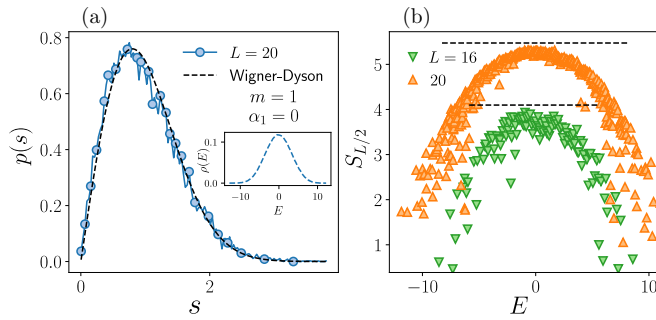 (a)
0.8
0.6
0.4
0.2
0.0
p(s)
0
2
s
L = 20
Wigner-Dyson
m = 1
α₁ = 0
ρ(E)
0.1
0.0
−10
0
10
E
(b)
5
4
3
2
1
S_{L/2}
−10
0
10
E
L = 16
20